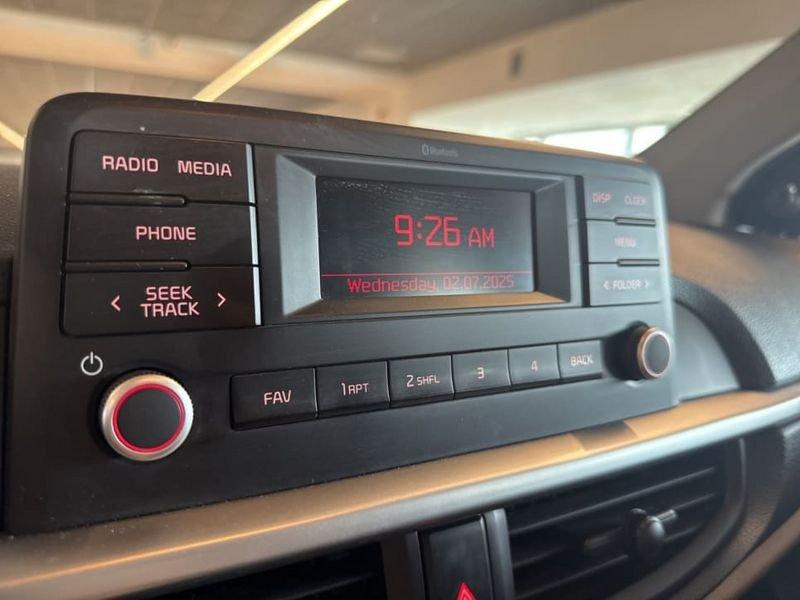 Bluetooth
RADIO MEDIA
PHONE
< SEEK TRACK >
9:26 AM
Wednesday, 02.07.2025
DISP CLOCK
MENU
< FOLDER >
FAV
1 RPT
2 SHFL
3
4
BACK